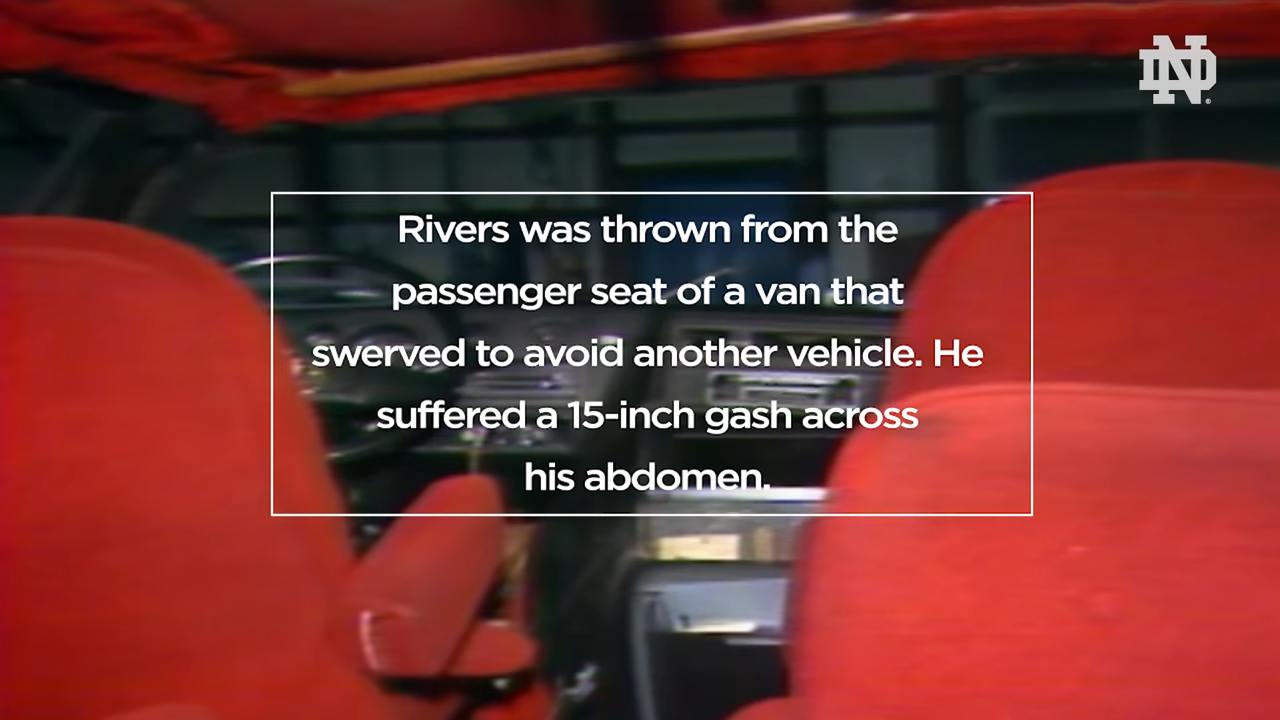 ND
Rivers was thrown from the
passenger seat of a van that
swerved to avoid another vehicle. He
suffered a 15-inch gash across
his abdomen.